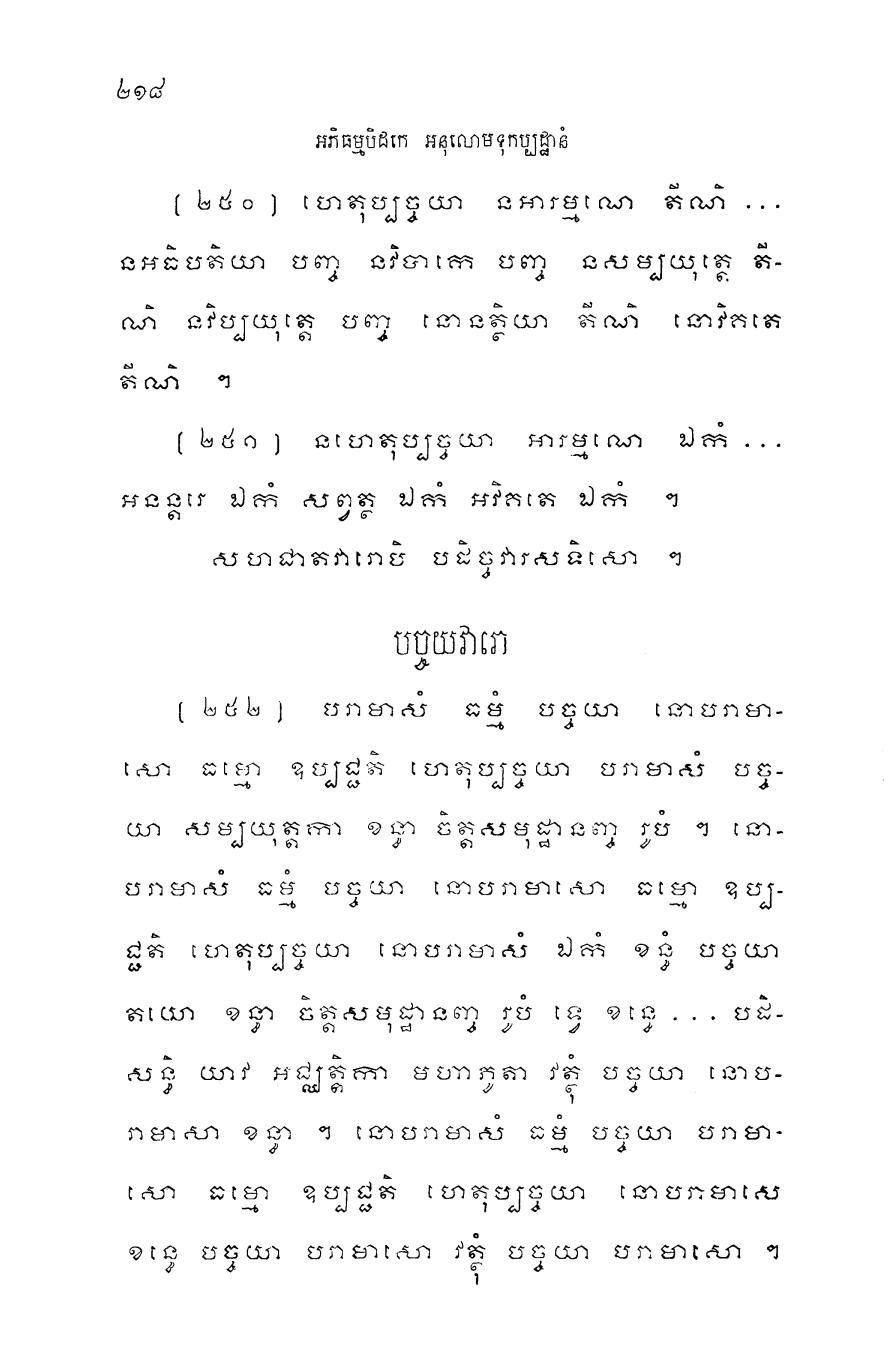 ២១៨
អភិធម្មបិដកេ អនុលោមទុកប្បដ្ឋានំ
(២៥០) ហេតុប្បច្ចយា នអារម្មណេ តីណិ ...
នអធិបតិយា បញ្ច នវិបាកេ បញ្ច នសម្បយុត្តេ តី-
ណិ នវិប្បយុត្តេ បញ្ច នោនត្ថិយា តីណិ នោវិគតេ
តីណិ ។
(២៥១) នហេតុប្បច្ចយា អារម្មណេ ឯកំ ...
អនន្តរេ ឯកំ សព្វត្ថ ឯកំ អវិគតេ ឯកំ ។
សហជាតវារោបិ បដិច្ចវារសទិសោ ។
បច្ចយវារោ
(២៥២) បរាមាសំ ធម្មំ បច្ចយា នោបរាមា-
សោ ធម្មោ ឧប្បជ្ជតិ ហេតុប្បច្ចយា បរាមាសំ បច្ច-
យា សម្បយុត្តកា ខន្ធា ចិត្តសមុដ្ឋានញ្ច រូបំ ។ នោ-
បរាមាសំ ធម្មំ បច្ចយា នោបរាមាសោ ធម្មោ ឧប្ប-
ជ្ជតិ ហេតុប្បច្ចយា នោបរាមាសំ ឯកំ ខន្ធំ បច្ចយា
តយោ ខន្ធា ចិត្តសមុដ្ឋានញ្ច រូបំ ទ្វេ ខន្ធេ ... បដិ-
សន្ធិ យាវ អជ្ឈត្តិកា មហាភូតា វត្ថុំ បច្ចយា នោប-
រាមាសា ខន្ធា ។ នោបរាមាសំ ធម្មំ បច្ចយា បរាមា-
សោ ធម្មោ ឧប្បជ្ជតិ ហេតុប្បច្ចយា នោបរាមាសេ
ខន្ធេ បច្ចយា បរាមាសោ វត្ថុំ បច្ចយា បរាមាសោ ។